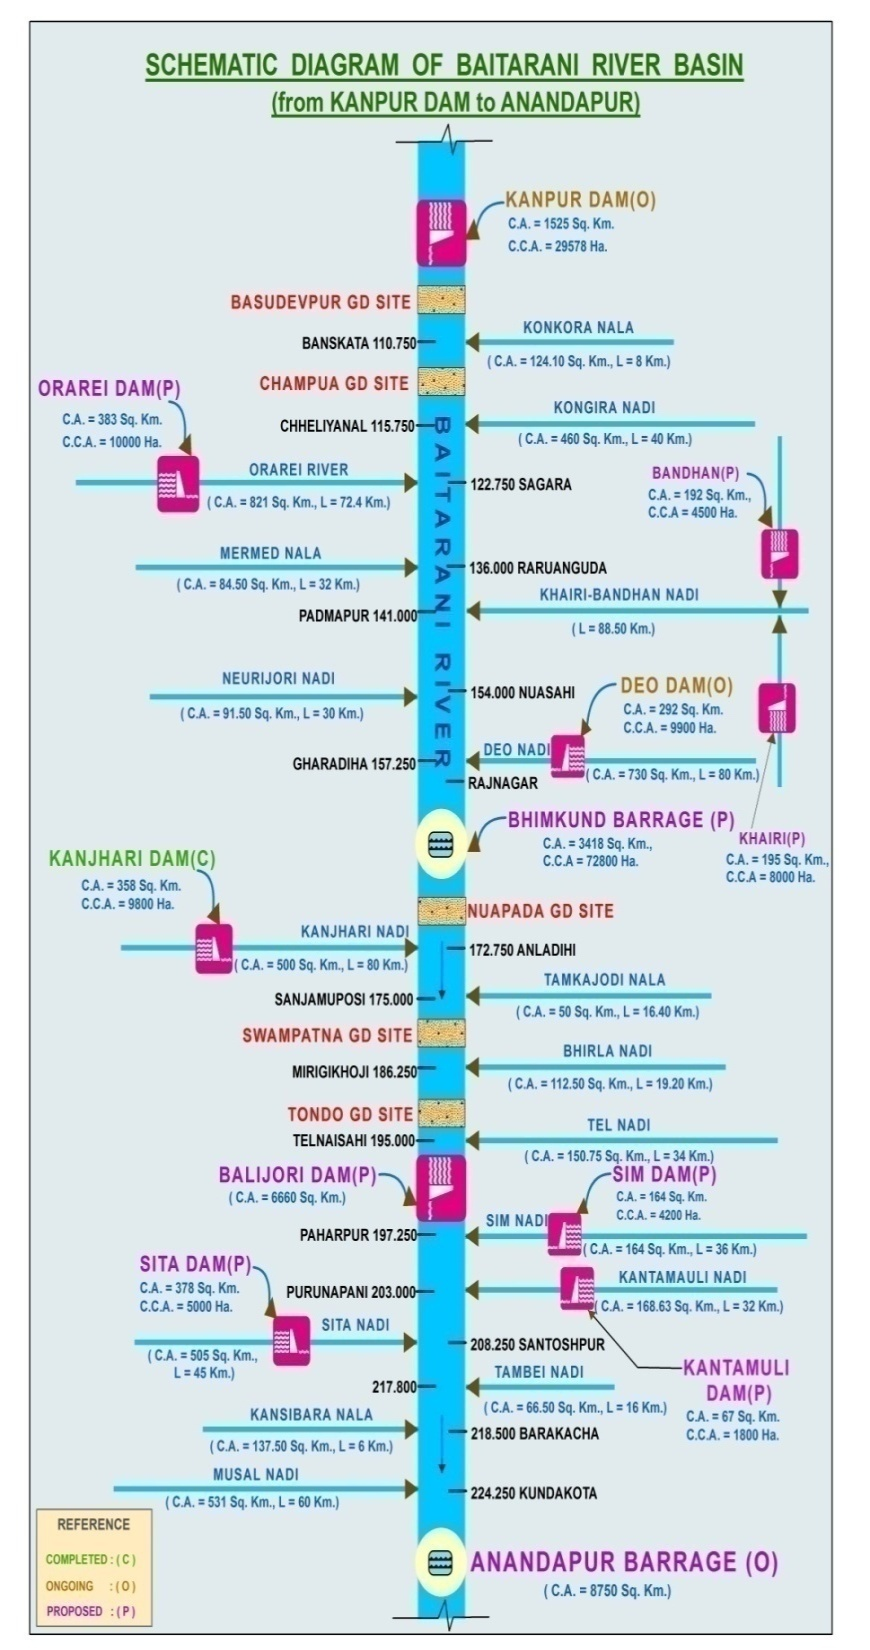 SCHEMATIC DIAGRAM OF BAITARANI RIVER BASIN
(from KANPUR DAM to ANANDAPUR)
KANPUR DAM(O)
C.A. = 1525 Sq. Km.
C.C.A. = 29578 Ha.
BASUDEVPUR GD SITE
KONKORA NALA
BANSKATA 110.750
( C.A. = 124.10 Sq. Km., L = 8 Km.)
CHAMPUA GD SITE
ORAREI DAM(P)
C.A. = 383 Sq. Km.
C.C.A. = 10000 Ha.
KONGIRA NADI
CHHELIYANAL 115.750
( C.A. = 460 Sq. Km., L = 40 Km.)
BAITARANI RIVER
ORAREI RIVER
( C.A. = 821 Sq. Km., L = 72.4 Km.)
122.750 SAGARA
BANDHAN(P)
C.A. = 192 Sq. Km.,
C.C.A = 4500 Ha.
MERMED NALA
( C.A. = 84.50 Sq. Km., L = 32 Km.)
136.000 RARUANGUDA
KHAIRI-BANDHAN NADI
PADMAPUR 141.000
( L = 88.50 Km.)
NEURIJORI NADI
( C.A. = 91.50 Sq. Km., L = 30 Km.)
154.000 NUASAHI
DEO DAM(O)
C.A. = 292 Sq. Km.
C.C.A. = 9900 Ha.
DEO NADI
GHARADIHA 157.250
( C.A. = 730 Sq. Km., L = 80 Km.)
RAJNAGAR
BHIMKUND BARRAGE (P)
C.A. = 3418 Sq. Km.,
C.C.A = 72800 Ha.
KHAIRI(P)
C.A. = 195 Sq. Km.,
C.C.A = 8000 Ha.
KANJHARI DAM(C)
C.A. = 358 Sq. Km.
C.C.A. = 9800 Ha.
NUAPADA GD SITE
KANJHARI NADI
( C.A. = 500 Sq. Km., L = 80 Km.)
172.750 ANLADIHI
TAMKAJODI NALA
SANJAMUPOSI 175.000
( C.A. = 50 Sq. Km., L = 16.40 Km.)
SWAMPATNA GD SITE
BHIRLA NADI
MIRIGIKHOJI 186.250
( C.A. = 112.50 Sq. Km., L = 19.20 Km.)
TONDO GD SITE
TEL NADI
TELNAISAHI 195.000
( C.A. = 150.75 Sq. Km., L = 34 Km.)
BALIJORI DAM(P)
( C.A. = 6660 Sq. Km.)
SIM DAM(P)
C.A. = 164 Sq. Km.
C.C.A. = 4200 Ha.
SIM NADI
PAHARPUR 197.250
( C.A. = 164 Sq. Km., L = 36 Km.)
SITA DAM(P)
C.A. = 378 Sq. Km.
C.C.A. = 5000 Ha.
KANTAMAULI NADI
PURUNAPANI 203.000
( C.A. = 168.63 Sq. Km., L = 32 Km.)
SITA NADI
( C.A. = 505 Sq. Km.,
L = 45 Km.)
208.250 SANTOSHPUR
KANTAMULI
DAM(P)
C.A. = 67 Sq. Km.
C.C.A. = 1800 Ha.
TAMBEI NADI
217.800
( C.A. = 66.50 Sq. Km., L = 16 Km.)
KANSIBARA NALA
( C.A. = 137.50 Sq. Km., L = 6 Km.)
218.500 BARAKACHA
MUSAL NADI
( C.A. = 531 Sq. Km., L = 60 Km.)
224.250 KUNDAKOTA
REFERENCE
COMPLETED : ( C )
ONGOING : ( O )
PROPOSED : ( P )
ANANDAPUR BARRAGE (O)
( C.A. = 8750 Sq. Km.)